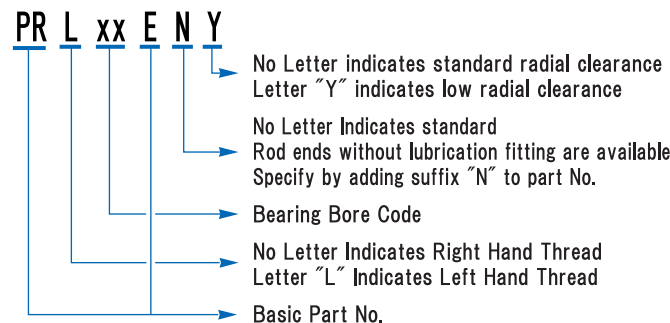 PR L xx E N Y
No Letter indicates standard radial clearance
Letter ″Y″ indicates low radial clearance
No Letter Indicates standard
Rod ends without lubrication fitting are available
Specify by adding suffix ″N″ to part No.
Bearing Bore Code
No Letter Indicates Right Hand Thread
Letter ″L″ Indicates Left Hand Thread
Basic Part No.